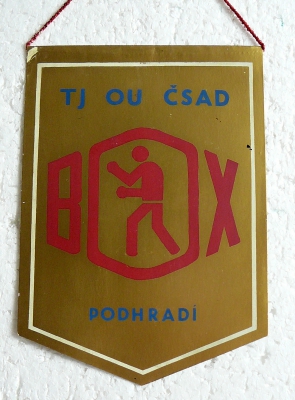 TJ OU ČSAD
BOX
PODHRADÍ